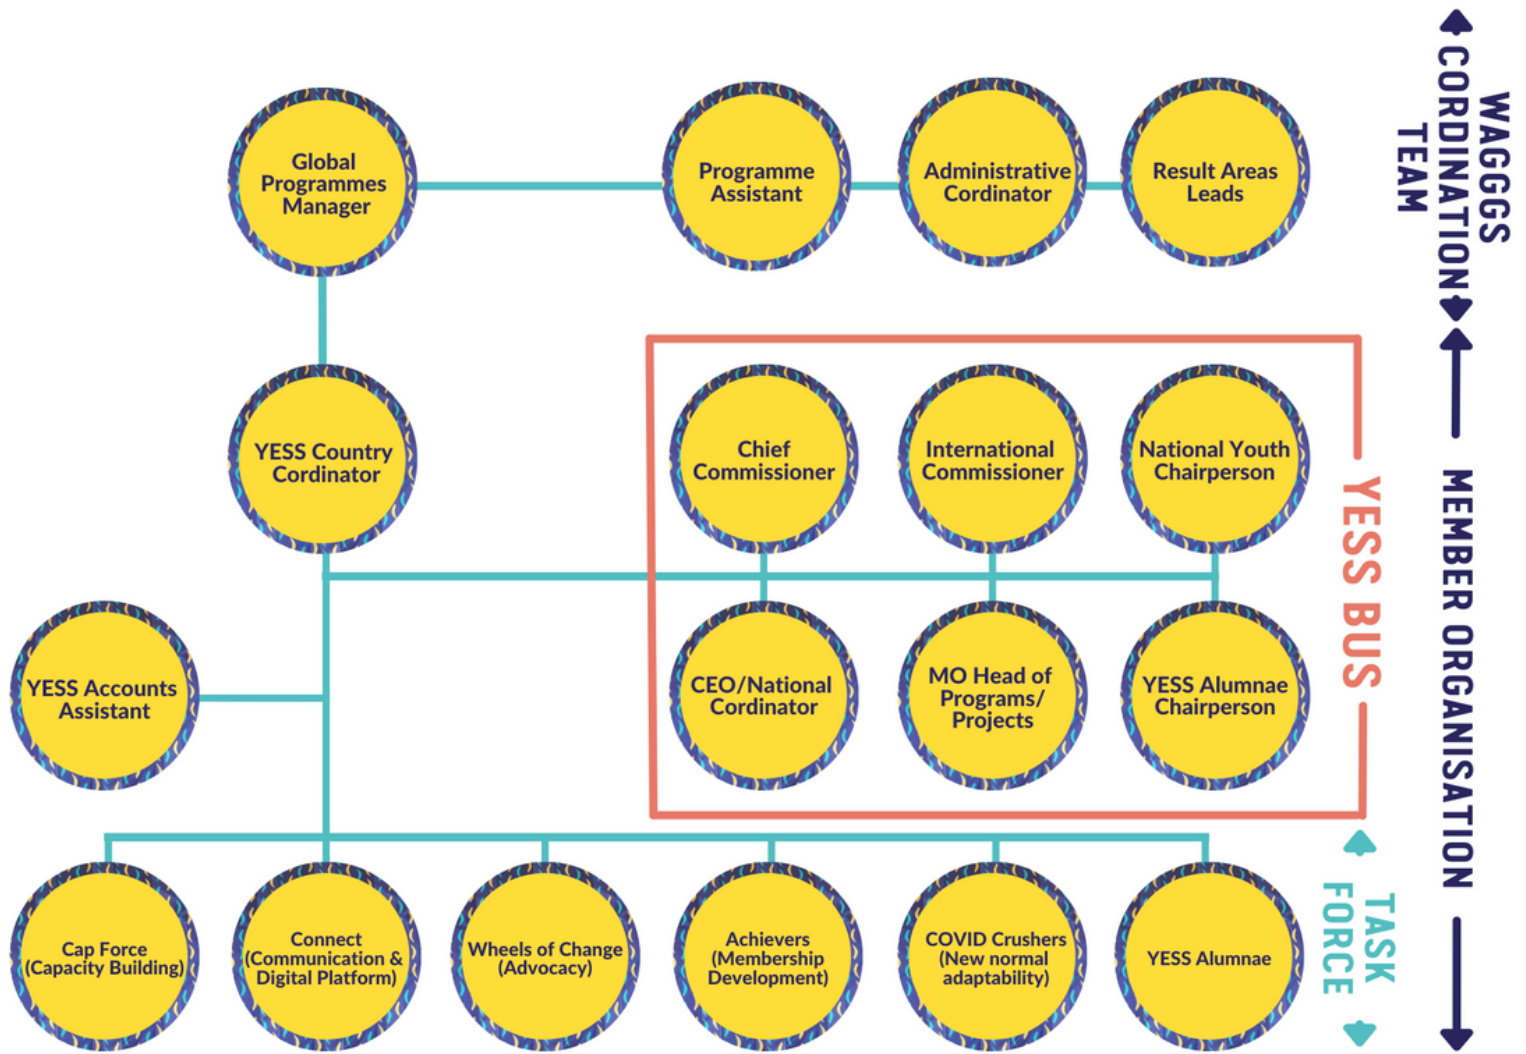 Global
Programmes
Manager
Programme
Assistant
Administrative
Cordinator
Result Areas
Leads
WAGGGS
CORDINATION
TEAM
YESS Country
Cordinator
Chief
Commissioner
International
Commissioner
National Youth
Chairperson
YESS Accounts
Assistant
CEO/National
Cordinator
MO Head of
Programs/
Projects
YESS Alumnae
Chairperson
YESS BUS
MEMBER ORGANISATION
Cap Force
(Capacity Building)
Connect
(Communication &
Digital Platform)
Wheels of Change
(Advocacy)
Achievers
(Membership
Development)
COVID Crushers
(New normal
adaptability)
YESS Alumnae
TASK
FORCE